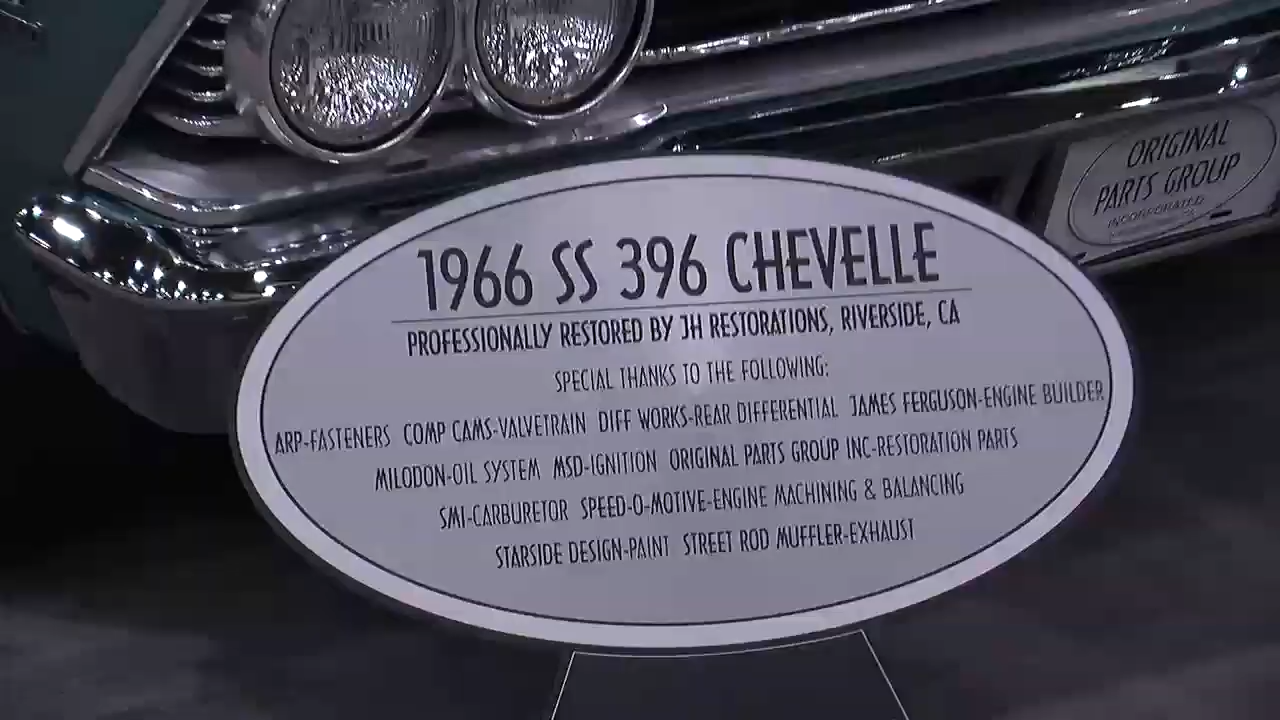 ORIGINAL
PARTS GROUP
INCORPORATED
1966 SS 396 CHEVELLE
PROFESSIONALLY RESTORED BY JH RESTORATIONS, RIVERSIDE, CA
SPECIAL THANKS TO THE FOLLOWING:
ARP-FASTENERS COMP CAMS-VALVETRAIN DIFF WORKS-REAR DIFFERENTIAL JAMES FERGUSON-ENGINE BUILDER
MILODON-OIL SYSTEM MSD-IGNITION ORIGINAL PARTS GROUP INC-RESTORATION PARTS
SMI-CARBURETOR SPEED-O-MOTIVE-ENGINE MACHINING & BALANCING
STARSIDE DESIGN-PAINT STREET ROD MUFFLER-EXHAUST